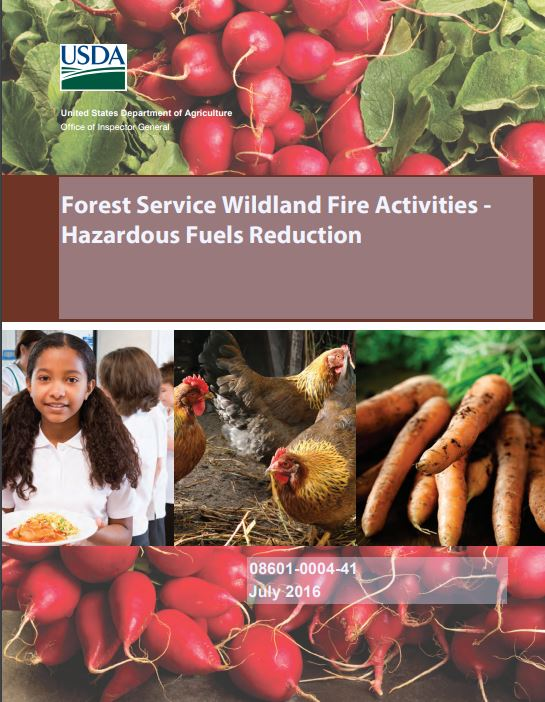 USDA
United States Department of Agriculture
Office of Inspector General
Forest Service Wildland Fire Activities -
Hazardous Fuels Reduction
08601-0004-41
July 2016